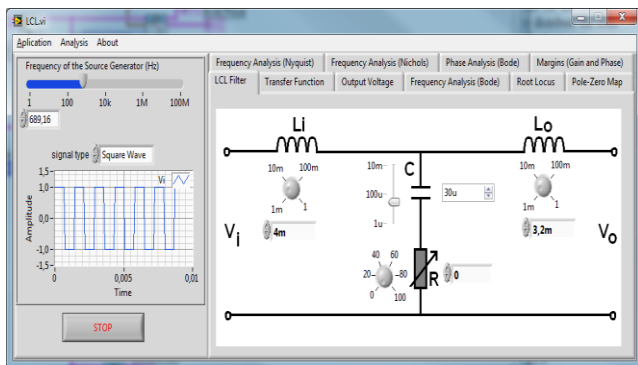 LCL.vi
Aplication Analysis About
Frequency of the Source Generator (Hz)
1 100 10k 1M 100M
689,16
signal type Square Wave
Vi
1,5
1,0
0,0
-1,0
-1,5
Amplitude
0 0,005 0,01
Time
STOP
Frequency Analysis (Nyquist) Frequency Analysis (Nichols) Phase Analysis (Bode) Margins (Gain and Phase)
LCL Filter Transfer Function Output Voltage Frequency Analysis (Bode) Root Locus Pole-Zero Map
Li Lo
10m 100m
1m 1
4m
10m C
100u
1u
30u
10m 100m
1m 1
3,2m
Vi Vo
40 60
20 80
0 100
R 0